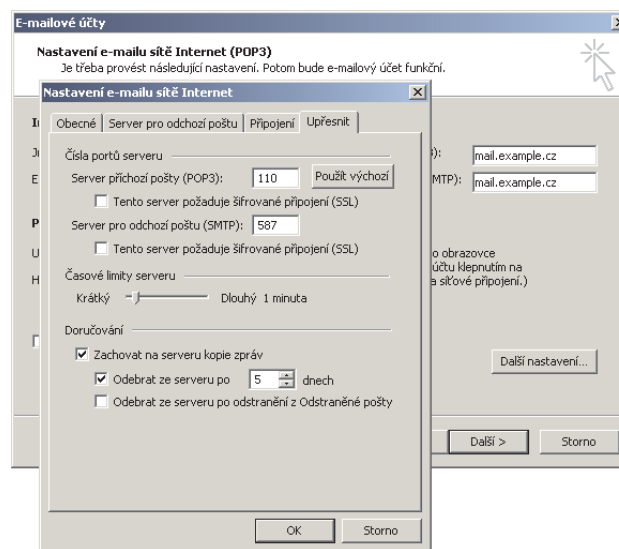 E-mailové účty
Nastavení e-mailu sítě Internet (POP3)
Je třeba provést následující nastavení. Potom bude e-mailový účet funkční.
Nastavení e-mailu sítě Internet
Obecné Server pro odchozí poštu Připojení Upřesnit
Čísla portů serveru
Server příchozí pošty (POP3): 110 Použít výchozí
Tento server požaduje šifrované připojení (SSL)
Server pro odchozí poštu (SMTP): 587
Tento server požaduje šifrované připojení (SSL)
Časové limity serveru
Krátký Dlouhý 1 minuta
Doručování
Zachovat na serveru kopie zpráv
Odebrat ze serveru po 5 dnech
Odebrat ze serveru po odstranění z Odstraněné pošty
OK Storno
mail.example.cz
MTP): mail.example.cz
o obrazovce
účtu klepnutím na
a síťové připojení.)
Další nastavení...
Další > Storno